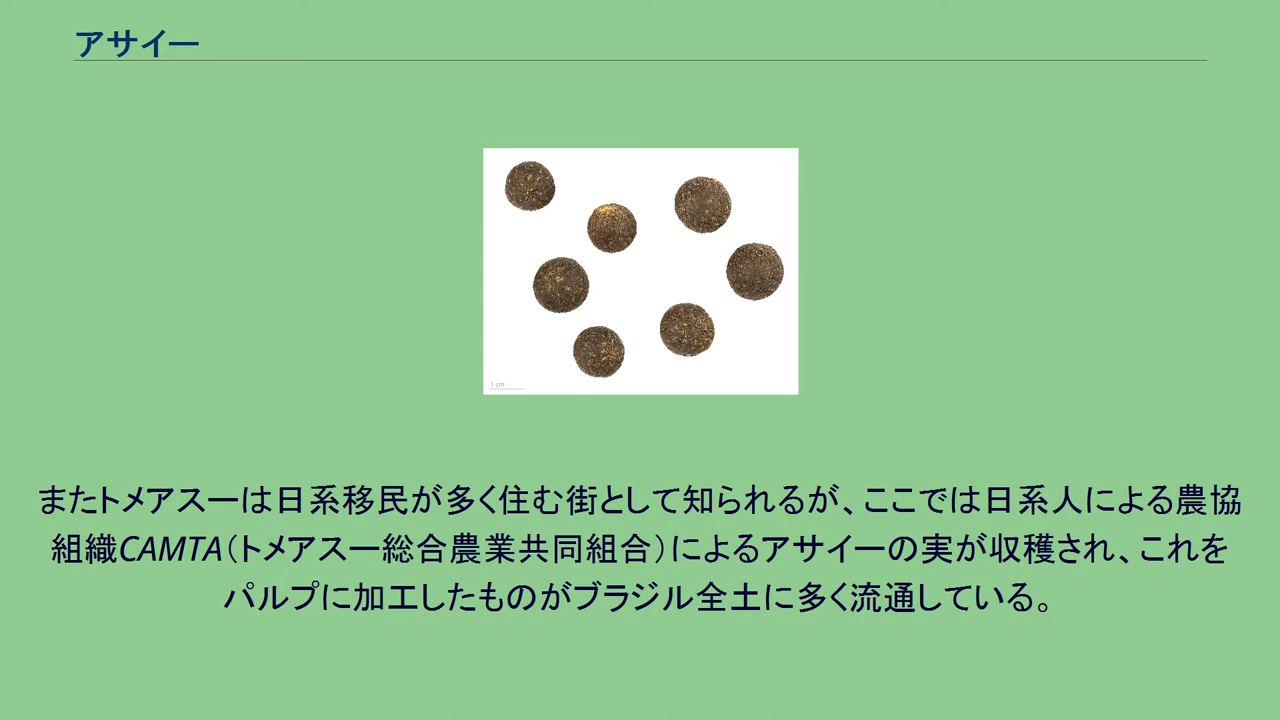 アサイー
1 cm
またトメアスーは日系移民が多く住む街として知られるが、ここでは日系人による農協
組織CAMTA（トメアスー総合農業共同組合）によるアサイーの実が収穫され、これを
パルプに加工したものがブラジル全土に多く流通している。